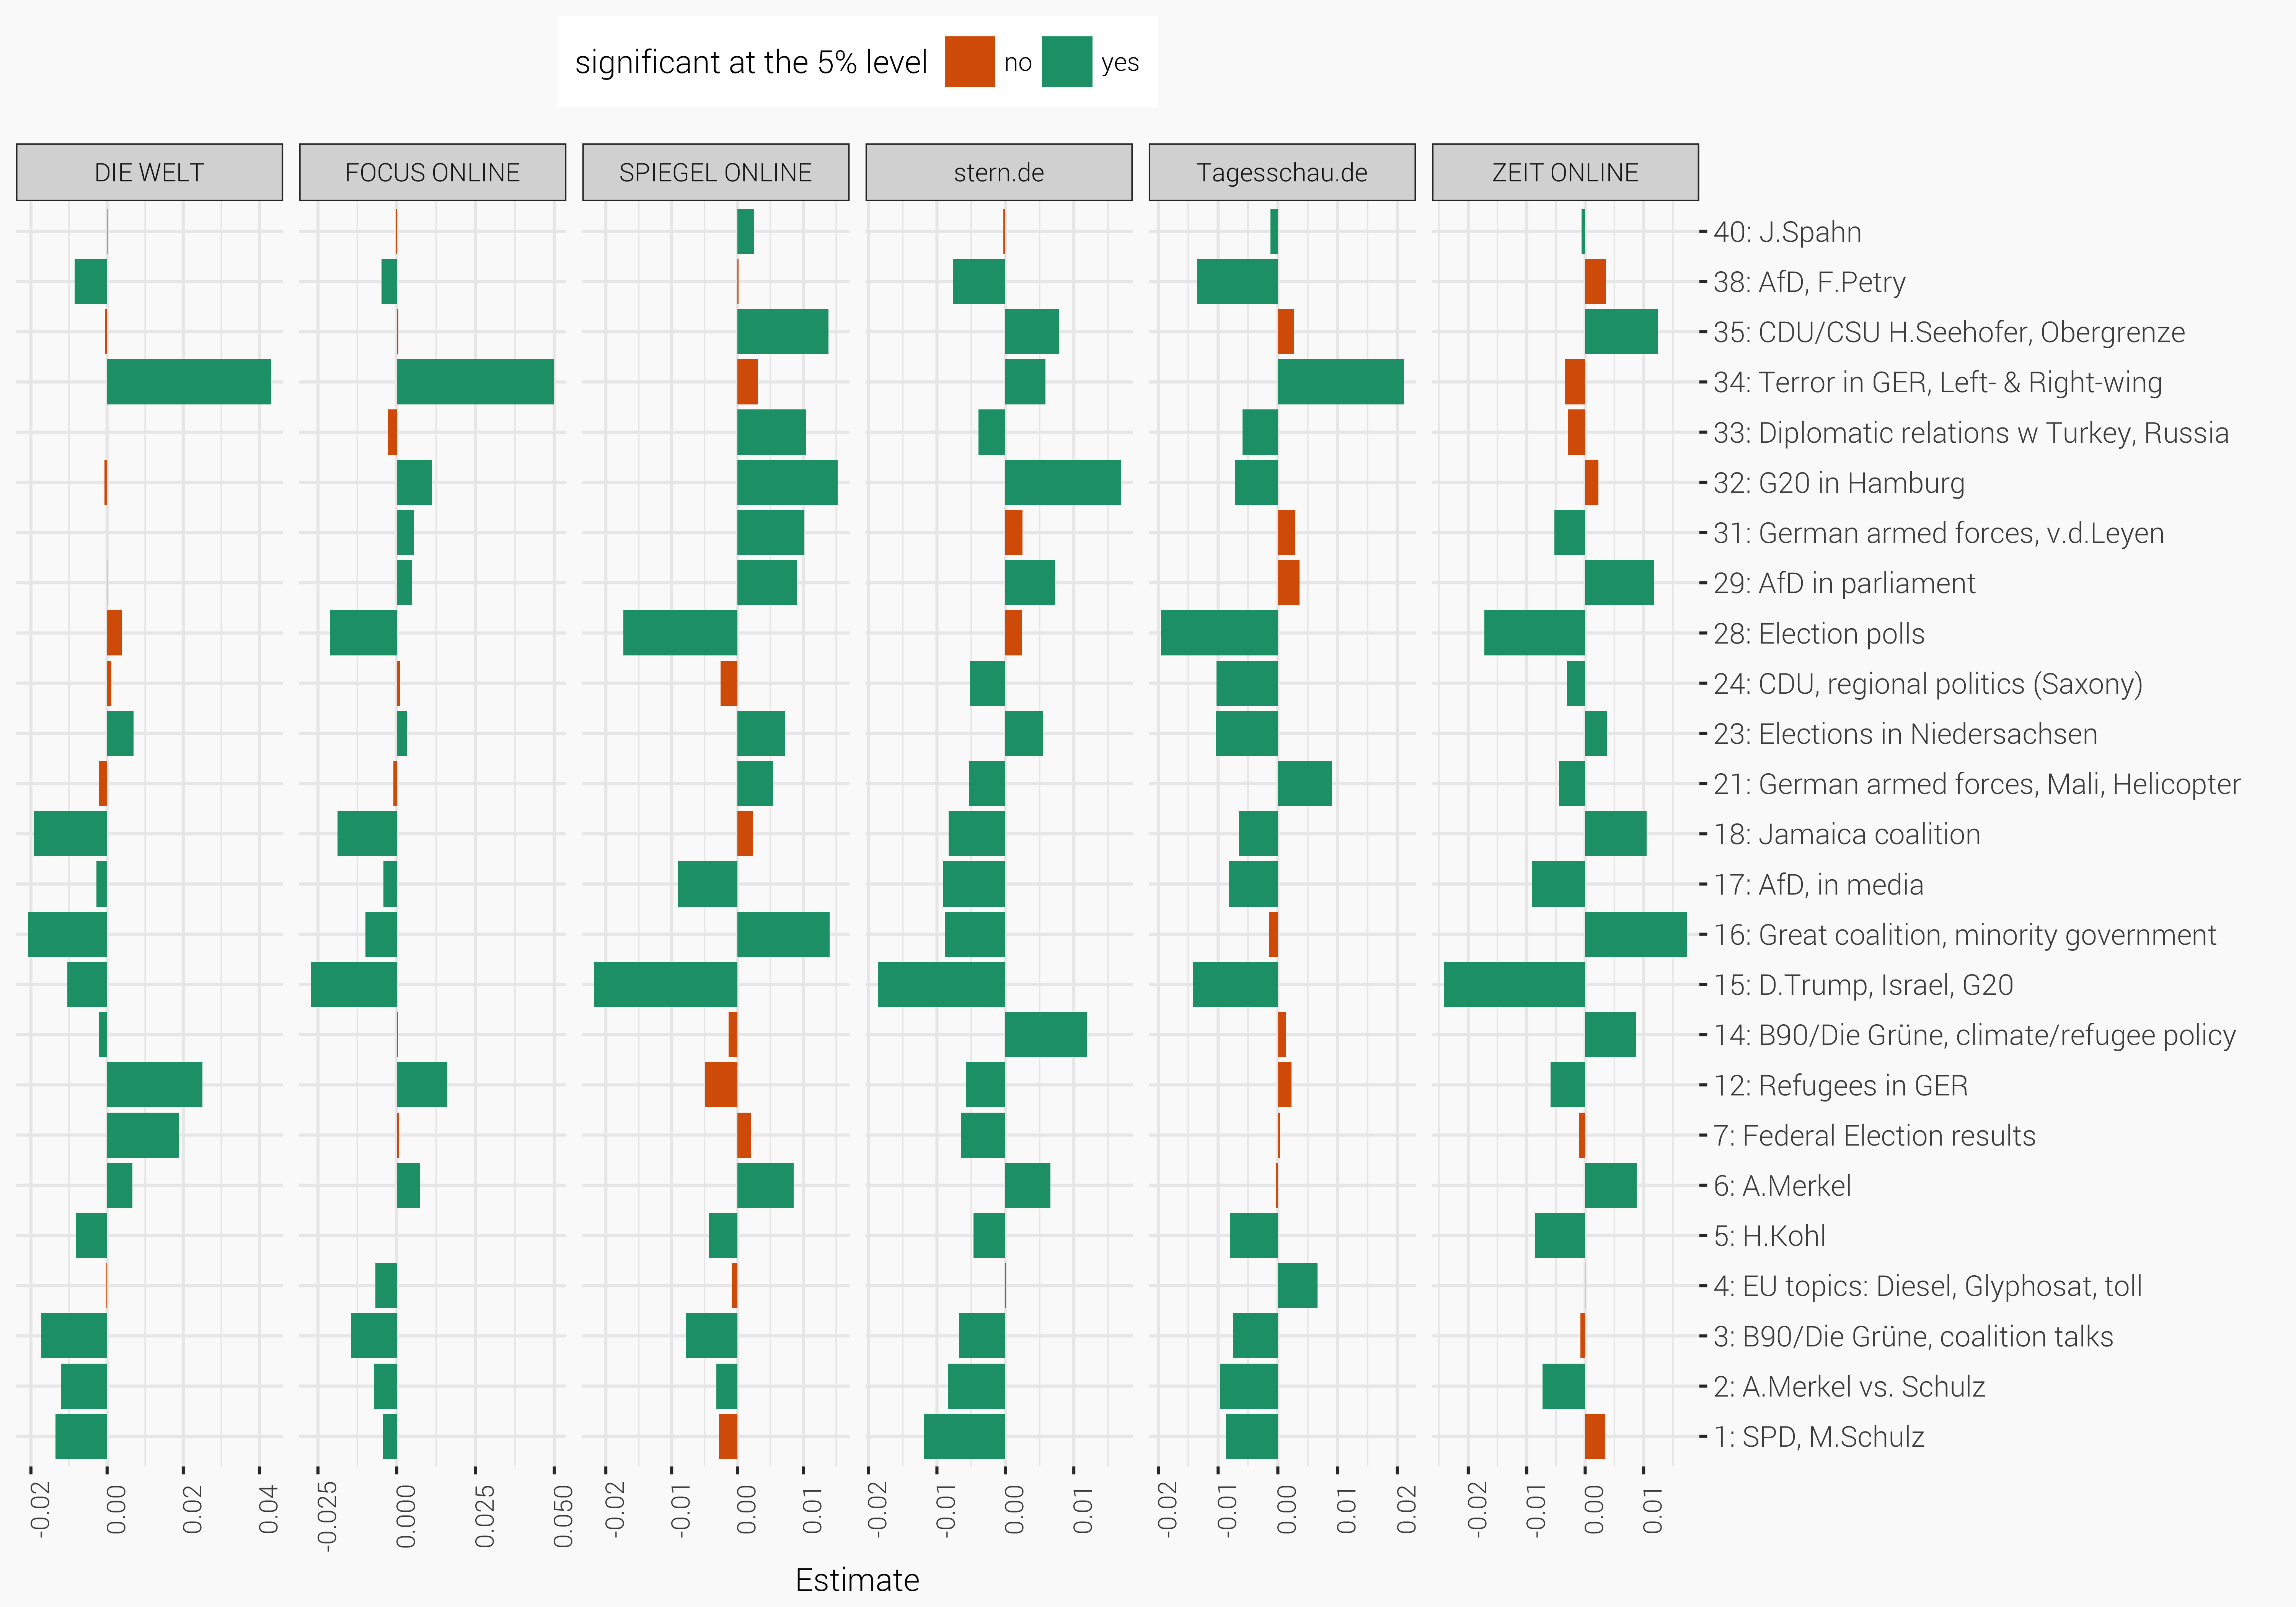 significant at the 5% level no yes
DIE WELT FOCUS ONLINE SPIEGEL ONLINE stern.de Tagesschau.de ZEIT ONLINE
40: J.Spahn
38: AfD, F.Petry
35: CDU/CSU H.Seehofer, Obergrenze
34: Terror in GER, Left- & Right-wing
33: Diplomatic relations w Turkey, Russia
32: G20 in Hamburg
31: German armed forces, v.d.Leyen
29: AfD in parliament
28: Election polls
24: CDU, regional politics (Saxony)
23: Elections in Niedersachsen
21: German armed forces, Mali, Helicopter
18: Jamaica coalition
17: AfD, in media
16: Great coalition, minority government
15: D.Trump, Israel, G20
14: B90/Die Grüne, climate/refugee policy
12: Refugees in GER
7: Federal Election results
6: A.Merkel
5: H.Kohl
4: EU topics: Diesel, Glyphosat, toll
3: B90/Die Grüne, coalition talks
2: A.Merkel vs. Schulz
1: SPD, M.Schulz
-0.02 0.00 0.02 0.04 -0.025 0.000 0.025 0.050 -0.02 -0.01 0.00 0.01 -0.02 -0.01 0.00 0.01 -0.02 -0.01 0.00 0.01 0.02 -0.02 -0.01 0.00 0.01
Estimate